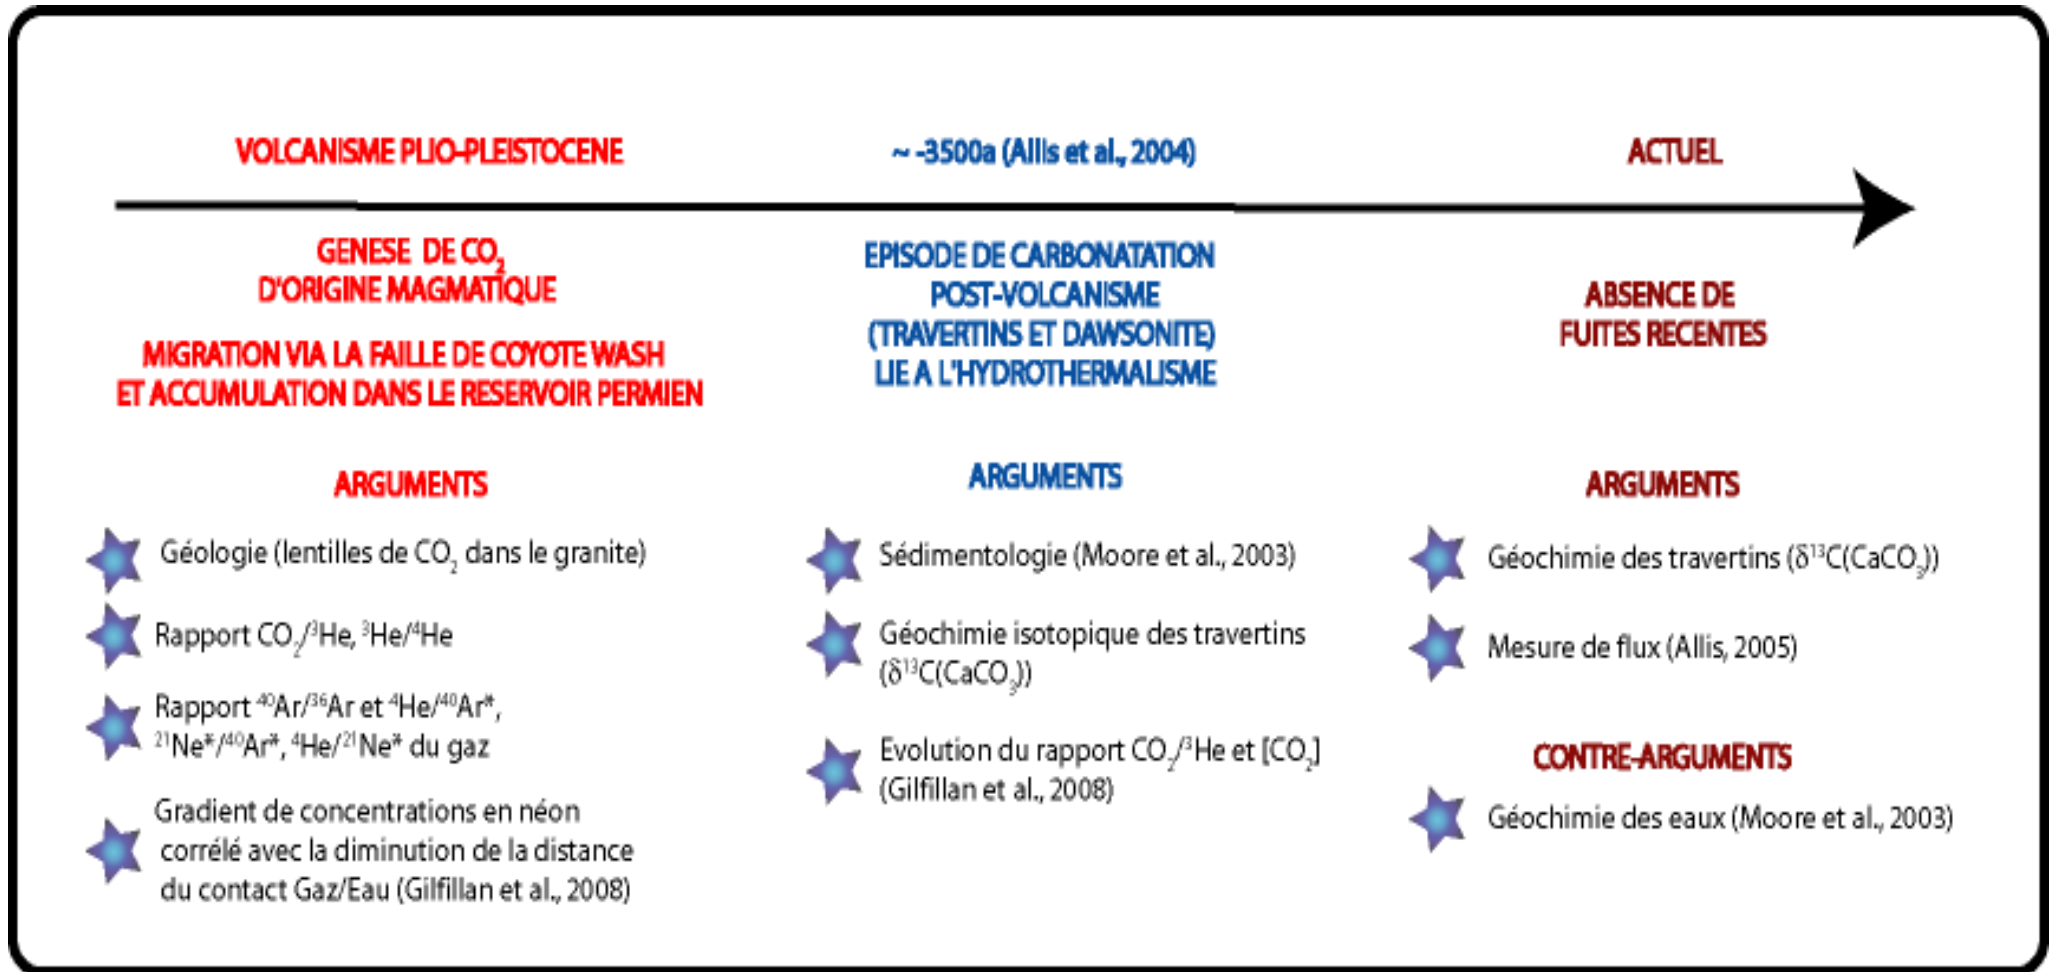 VOLCANISME PLIO-PLEISTOCENE
~ -3500a (Allis et al., 2004)
ACTUEL
GENESE DE CO₂
D'ORIGINE MAGMATIQUE
MIGRATION VIA LA FAILLE DE COYOTE WASH
ET ACCUMULATION DANS LE RESERVOIR PERMIEN
ARGUMENTS
Géologie (lentilles de CO₂ dans le granite)
Rapport CO₂/³He, ³He/⁴He
Rapport ⁴⁰Ar/³⁶Ar et ⁴He/⁴⁰Ar*,
²¹Ne*/⁴⁰Ar*, ⁴He/²¹Ne* du gaz
Gradient de concentrations en néon
corrélé avec la diminution de la distance
du contact Gaz/Eau (Gilfillan et al., 2008)
EPISODE DE CARBONATATION
POST-VOLCANISME
(TRAVERTINS ET DAWSONITE)
LIE A L'HYDROTHERMALISME
ARGUMENTS
Sédimentologie (Moore et al., 2003)
Géochimie isotopique des travertins
(δ¹³C(CaCO₃))
Evolution du rapport CO₂/³He et [CO₂]
(Gilfillan et al., 2008)
ABSENCE DE
FUITES RECENTES
ARGUMENTS
Géochimie des travertins (δ¹³C(CaCO₃))
Mesure de flux (Allis, 2005)
CONTRE-ARGUMENTS
Géochimie des eaux (Moore et al., 2003)